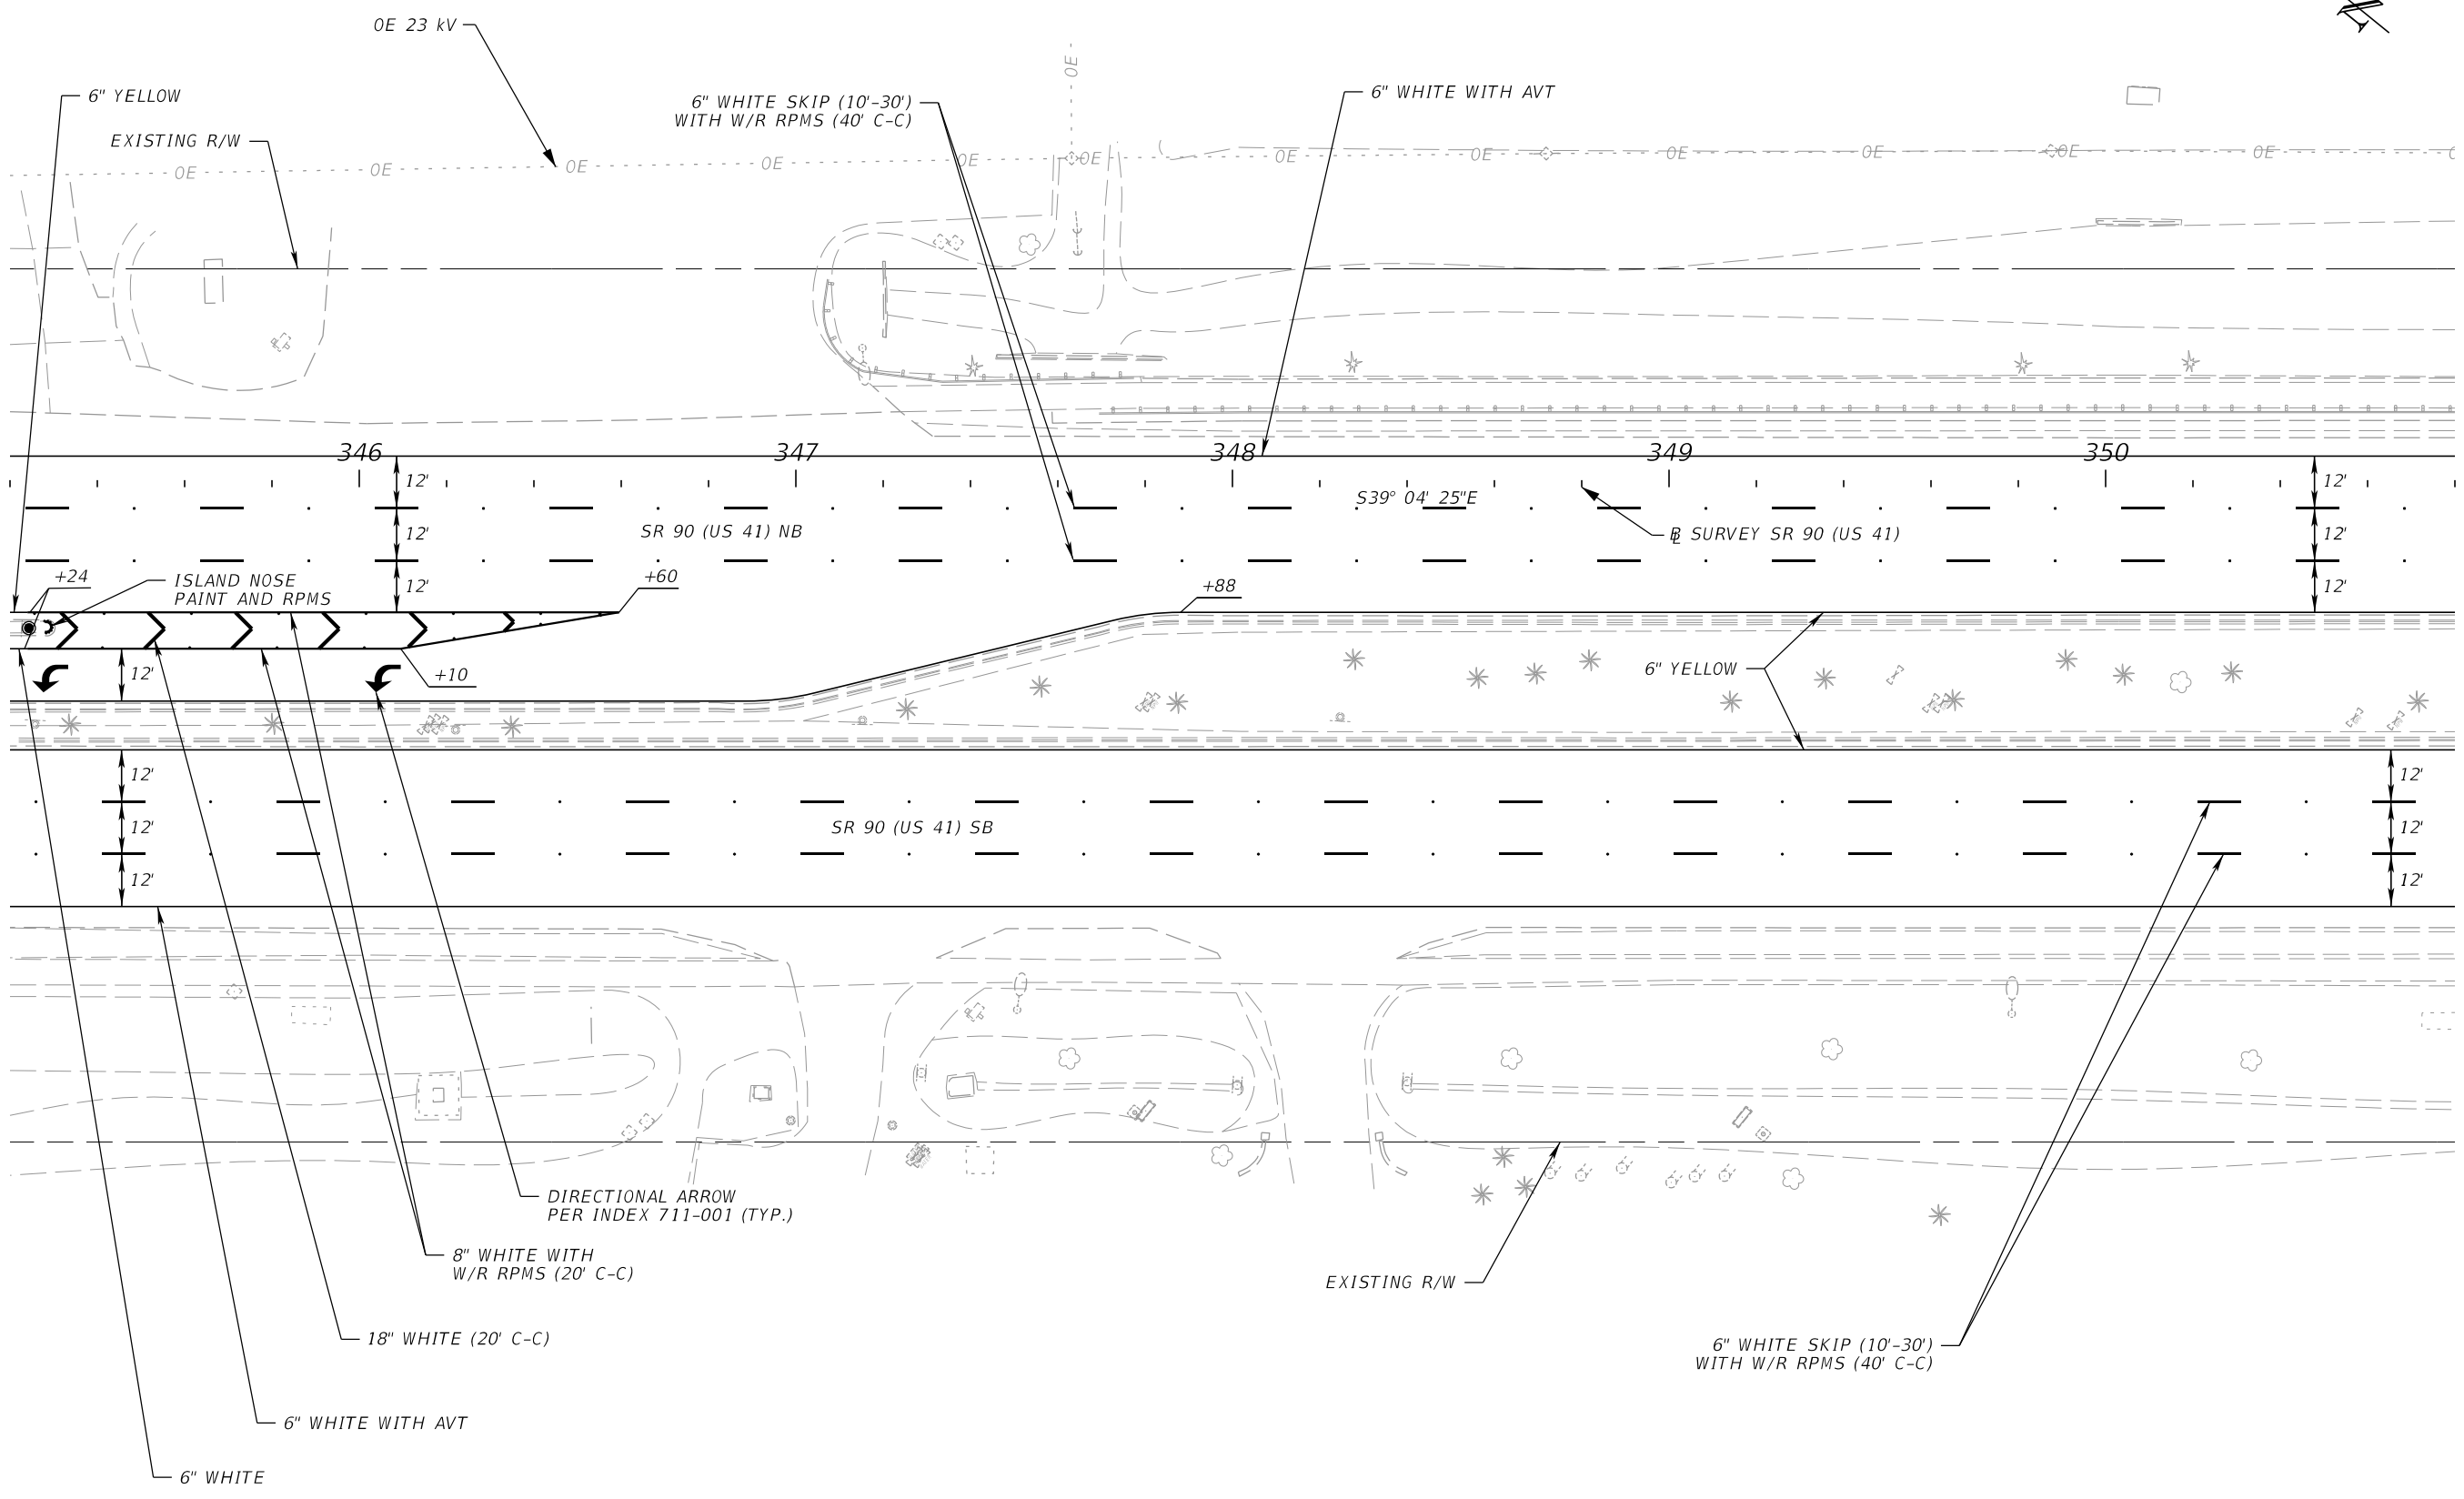 OE 23 kV
6" YELLOW
EXISTING R/W
6" WHITE SKIP (10'-30')
WITH W/R RPMS (40' C-C)
6" WHITE WITH AVT
OE
OE
OE
OE
OE
OE
OE
OE
OE
OE
OE
OE
OE
346
347
348
349
350
12'
12'
12'
12'
12'
12'
S39° 04' 25"E
SR 90 (US 41) NB
BL SURVEY SR 90 (US 41)
+24
ISLAND NOSE
PAINT AND RPMS
+60
+88
+10
12'
6" YELLOW
12'
12'
12'
12'
12'
12'
SR 90 (US 41) SB
DIRECTIONAL ARROW
PER INDEX 711-001 (TYP.)
8" WHITE WITH
W/R RPMS (20' C-C)
EXISTING R/W
18" WHITE (20' C-C)
6" WHITE SKIP (10'-30')
WITH W/R RPMS (40' C-C)
6" WHITE WITH AVT
6" WHITE